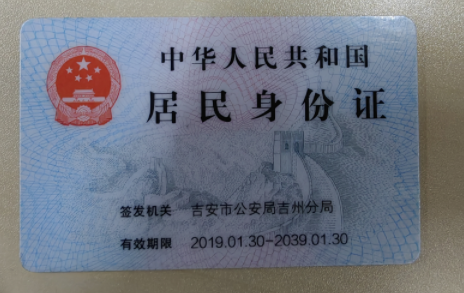 中华人民共和国
居民身份证
签发机关 吉安市公安局吉州分局
有效期限 2019.01.30-2039.01.30